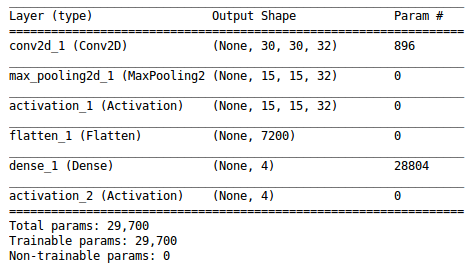 Layer (type) Output Shape Param #
=================================================================
conv2d_1 (Conv2D) (None, 30, 30, 32) 896
max_pooling2d_1 (MaxPooling2 (None, 15, 15, 32) 0
activation_1 (Activation) (None, 15, 15, 32) 0
flatten_1 (Flatten) (None, 7200) 0
dense_1 (Dense) (None, 4) 28804
activation_2 (Activation) (None, 4) 0
=================================================================
Total params: 29,700
Trainable params: 29,700
Non-trainable params: 0